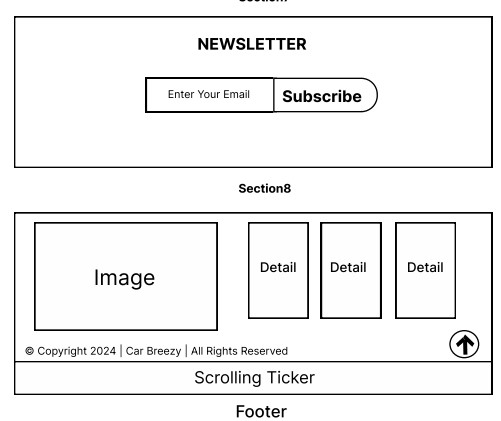 NEWSLETTER
Enter Your Email
Subscribe
Section8
Image
Detail
Detail
Detail
© Copyright 2024 | Car Breezy | All Rights Reserved
Scrolling Ticker
Footer